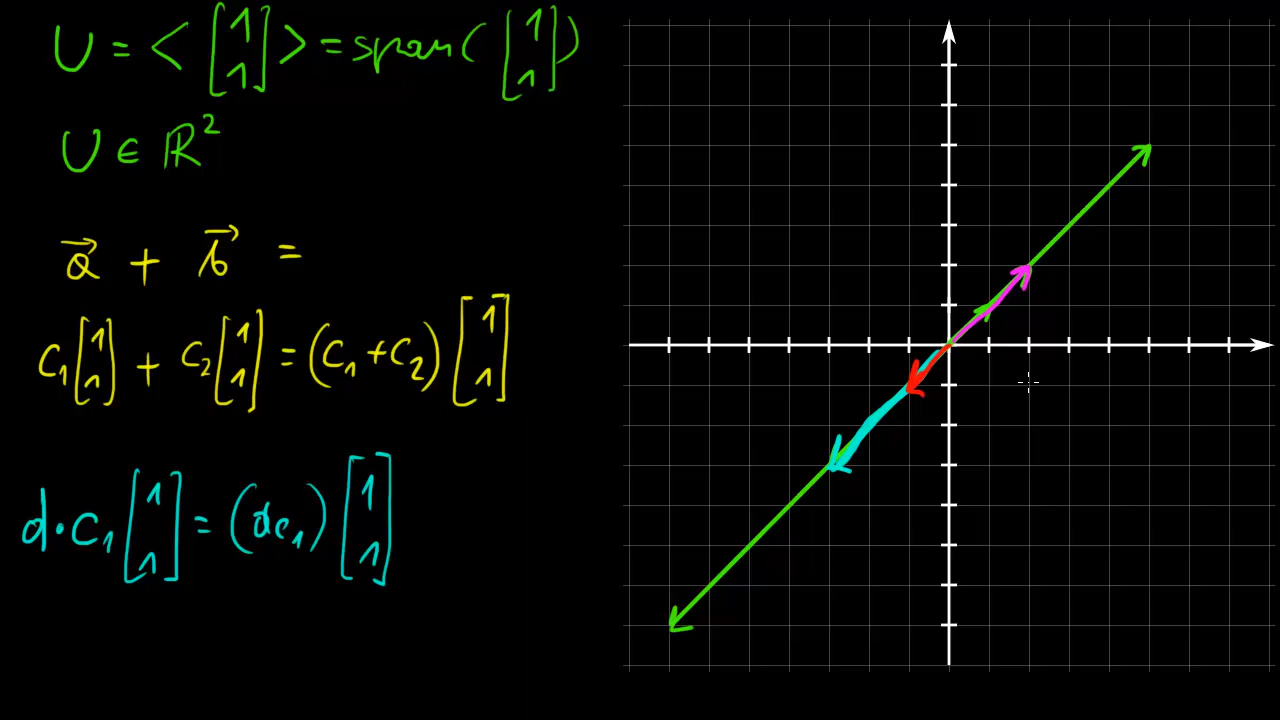 U = < [1 1] > = span( [1 1] )
U ∈ ℝ²
a⃗ + b⃗ =
c₁ [1 1] + c₂ [1 1] = (c₁ + c₂) [1 1]
d · c₁ [1 1] = (dc₁) [1 1]